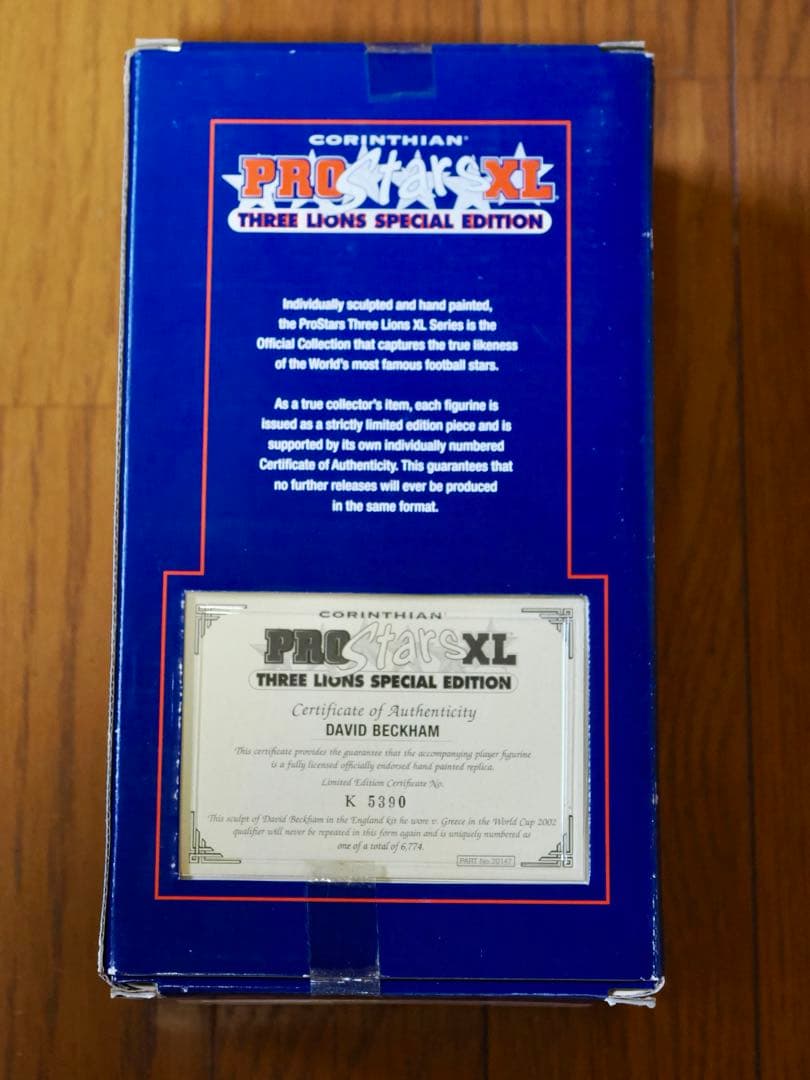 CORINTHIAN
PROStarsXL
THREE LIONS SPECIAL EDITION
Individually sculpted and hand painted,
the ProStars Three Lions XL Series is the
Official Collection that captures the true likeness
of the World's most famous football stars.
As a true collector's item, each figurine is
issued as a strictly limited edition piece and is
supported by its own individually numbered
Certificate of Authenticity. This guarantees that
no further releases will ever be produced
in the same format.
CORINTHIAN
PROStarsXL
THREE LIONS SPECIAL EDITION
Certificate of Authenticity
DAVID BECKHAM
This certificate provides the guarantee that the accompanying player figurine
is a fully licensed officially endorsed hand painted replica.
Limited Edition Certificate No.
K 5390
This sculpt of David Beckham in the England kit he wore v. Greece in the World Cup 2002
qualifier will never be repeated in this form again and is uniquely numbered as
one of a total of 6,774.
PART No.20167